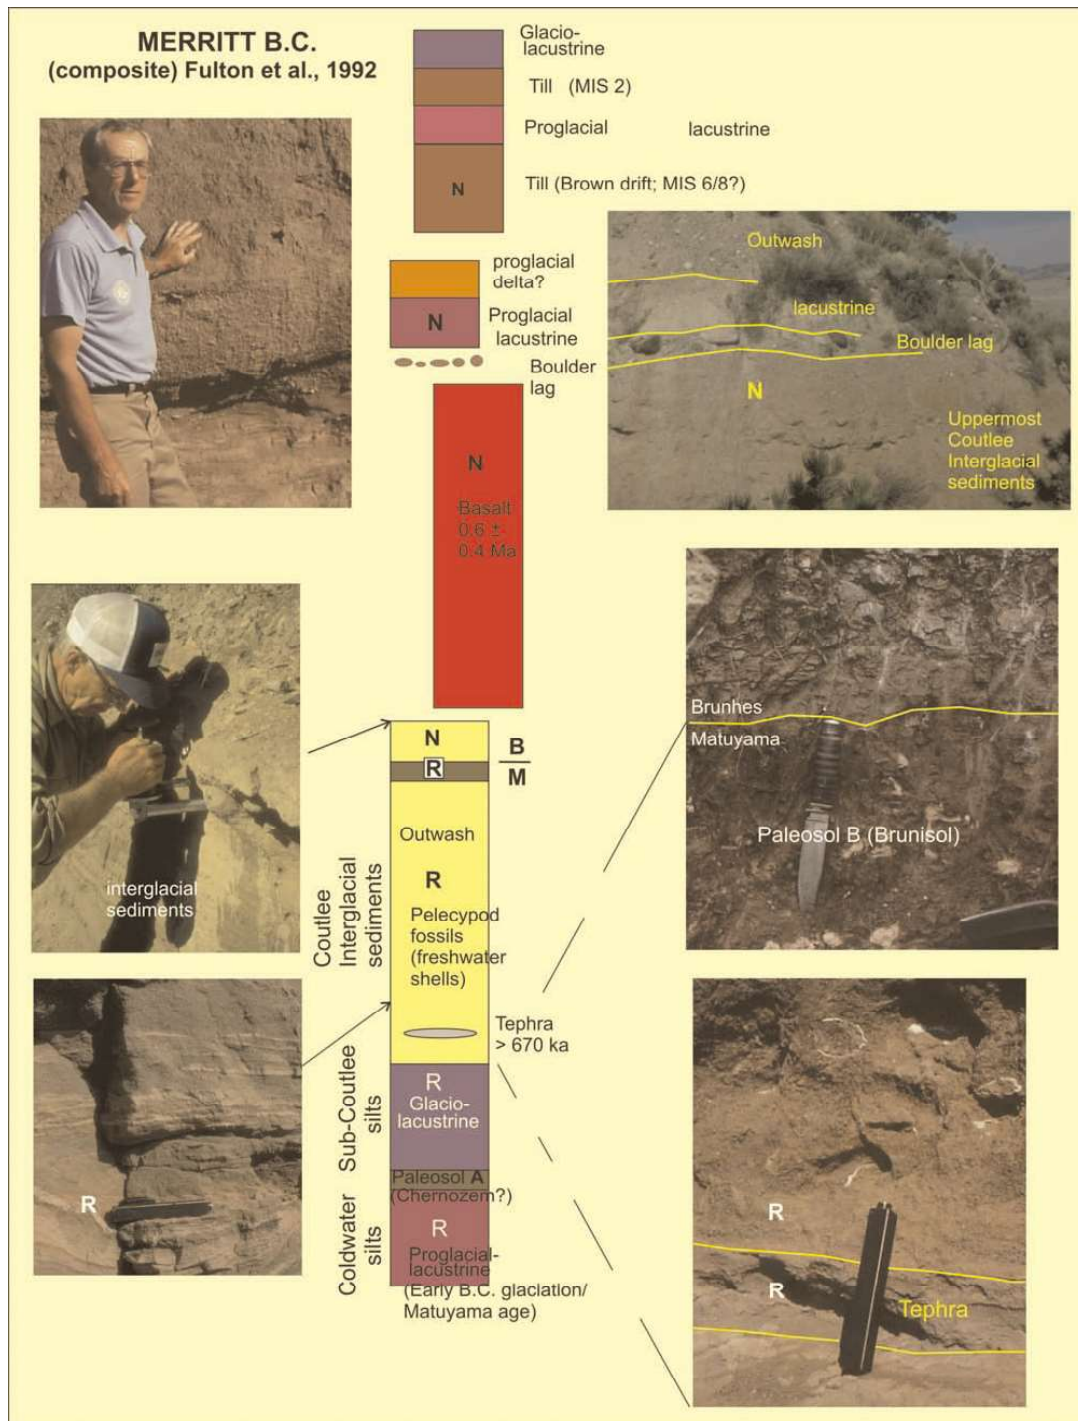 MERRITT B.C.
(composite) Fulton et al., 1992
Glacio-
lacustrine
Till (MIS 2)
Proglacial lacustrine
N
Till (Brown drift; MIS 6/8?)
proglacial
delta?
N
Proglacial
lacustrine
Boulder
lag
Outwash
lacustrine
Boulder lag
N
Uppermost
Coutlee
Interglacial
sediments
N
Basalt
0.6 ±
0.4 Ma
interglacial
sediments
N
R
B
M
Outwash
R
Pelecypod
fossils
(freshwater
shells)
Coutlee
Interglacial
sediments
Tephra
> 670 ka
Brunhes
Matuyama
Paleosol B (Brunisol)
R
Sub-Coutlee
silts
R
Glacio-
lacustrine
Paleosol A
(Chernozem?)
Coldwater
silts
R
Proglacial-
lacustrine
(Early B.C. glaciation/
Matuyama age)
R
R
Tephra